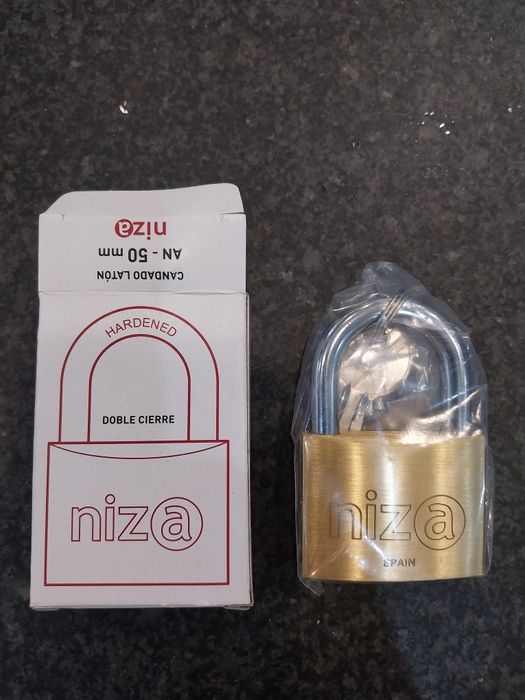 niza
AN - 50 mm
CANDADO LATÓN
HARDENED
DOBLE CIERRE
niza
niza
SPAIN